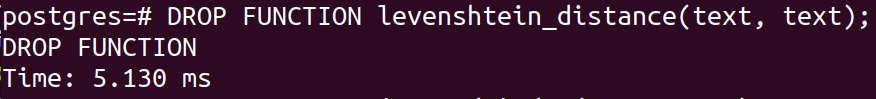 postgres=# DROP FUNCTION levenshtein_distance(text, text);
DROP FUNCTION
Time: 5.130 ms